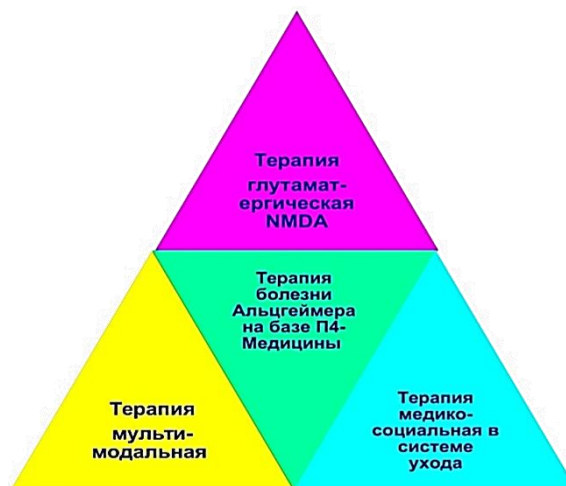 Терапия
глутамат-
ергическая
NMDA
Терапия
болезни
Альцгеймера
на базе П4-
Медицины
Терапия
мульти-
модальная
Терапия
медико-
социальная в
системе
ухода